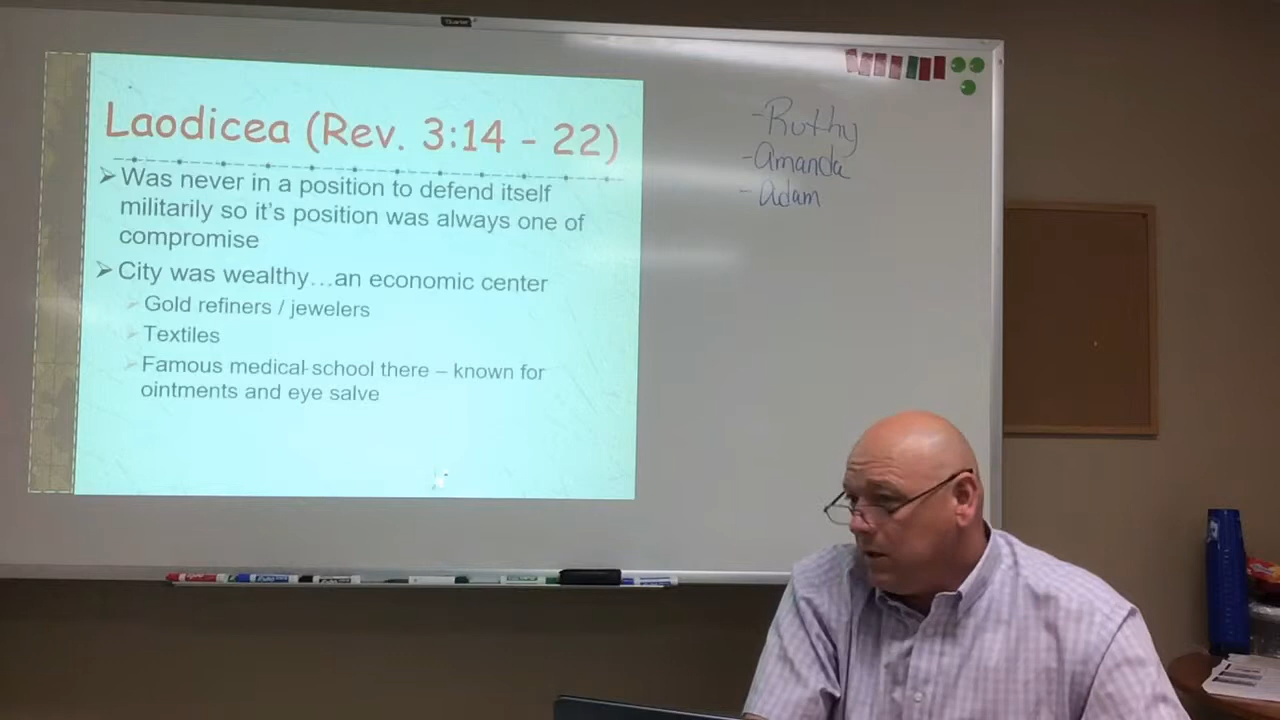 Laodicea (Rev. 3:14 - 22)
Was never in a position to defend itself
militarily so it's position was always one of
compromise
City was wealthy…an economic center
Gold refiners / jewelers
Textiles
Famous medical school there – known for
ointments and eye salve
-Ruthy
-Amanda
-Adam
Quartet